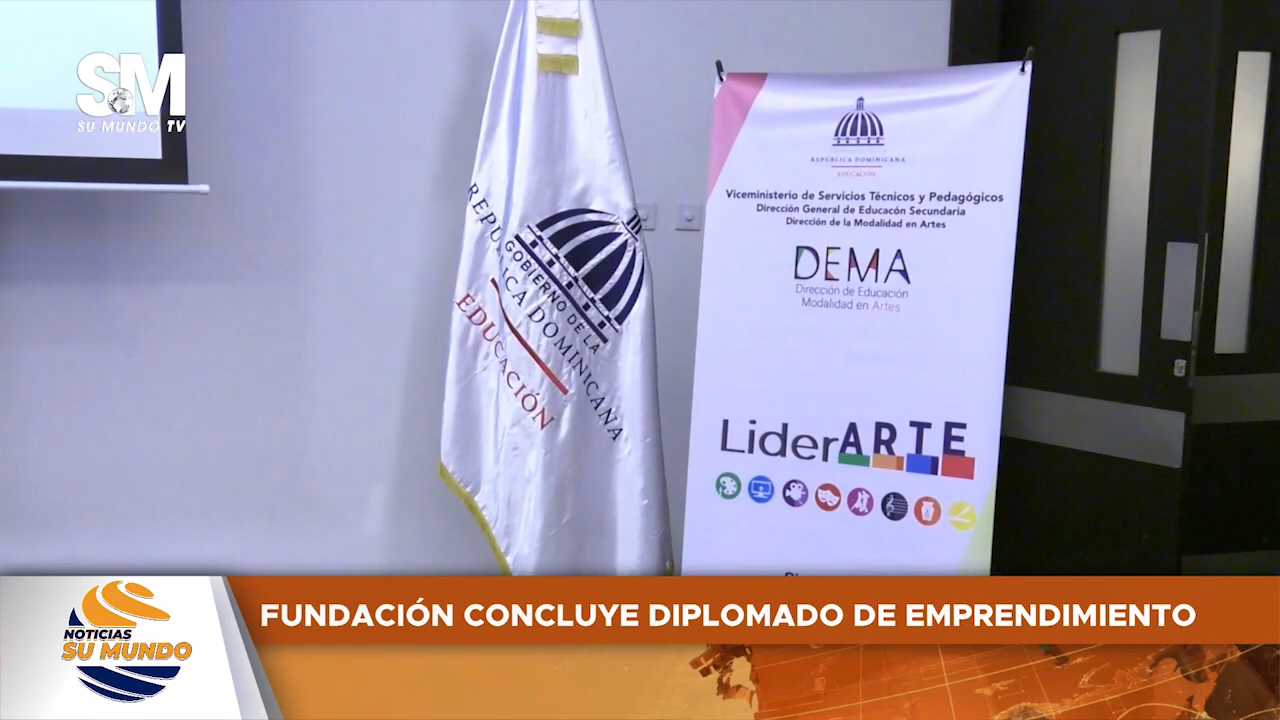 SM
SU MUNDO TV
GOBIERNO DE LA
REPÚBLICA DOMINICANA
EDUCACIÓN
REPÚBLICA DOMINICANA
EDUCACIÓN
Viceministerio de Servicios Técnicos y Pedagógicos
Dirección General de Educacón Secundaria
Dirección de la Modalidad en Artes
DEMA
Dirección de Educación
Modalidad en Artes
LiderARTE
NOTICIAS
SU MUNDO
FUNDACIÓN CONCLUYE DIPLOMADO DE EMPRENDIMIENTO